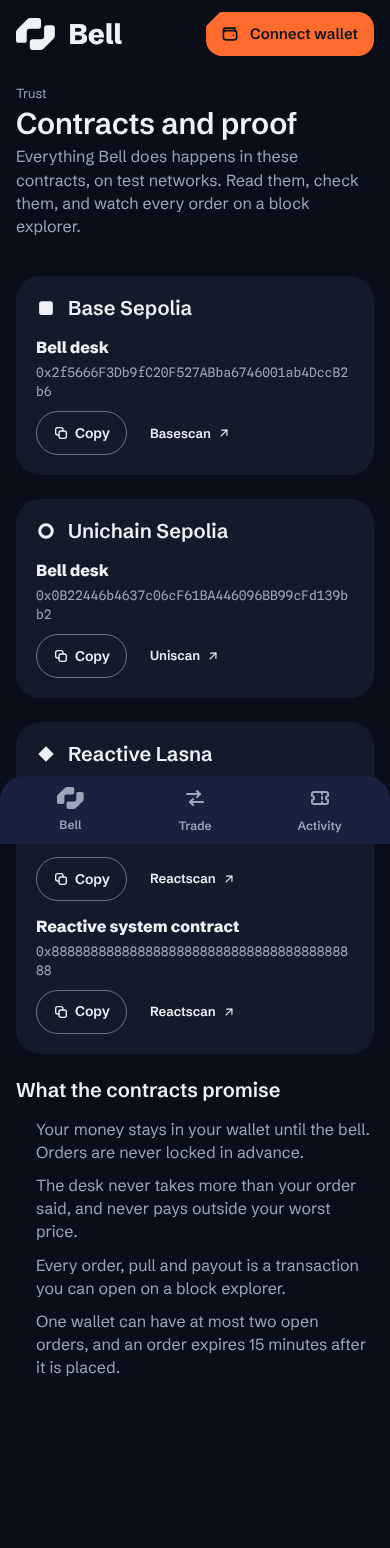 Bell
Connect wallet
Trust
Contracts and proof
Everything Bell does happens in these
contracts, on test networks. Read them, check
them, and watch every order on a block
explorer.
Base Sepolia
Bell desk
0x2f5666F3Db9fC20F527ABba6746001ab4DccB2
b6
Copy
Basescan
Unichain Sepolia
Bell desk
0x0B22446b4637c06cF61BA446096BB99cFd139b
b2
Copy
Uniscan
Reactive Lasna
Bell
Trade
Activity
Copy
Reactscan
Reactive system contract
0x88888888888888888888888888888888888888
88
Copy
Reactscan
What the contracts promise
Your money stays in your wallet until the bell.
Orders are never locked in advance.
The desk never takes more than your order
said, and never pays outside your worst
price.
Every order, pull and payout is a transaction
you can open on a block explorer.
One wallet can have at most two open
orders, and an order expires 15 minutes after
it is placed.